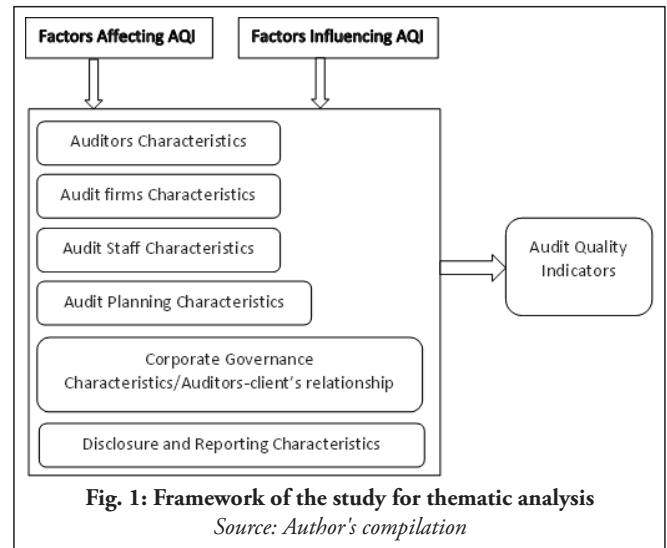 Factors Affecting AQI
Factors Influencing AQI
Auditors Characteristics
Audit firms Characteristics
Audit Staff Characteristics
Audit Planning Characteristics
Corporate Governance
Characteristics/Auditors-client's relationship
Disclosure and Reporting Characteristics
Audit Quality
Indicators
Fig. 1: Framework of the study for thematic analysis
Source: Author's compilation